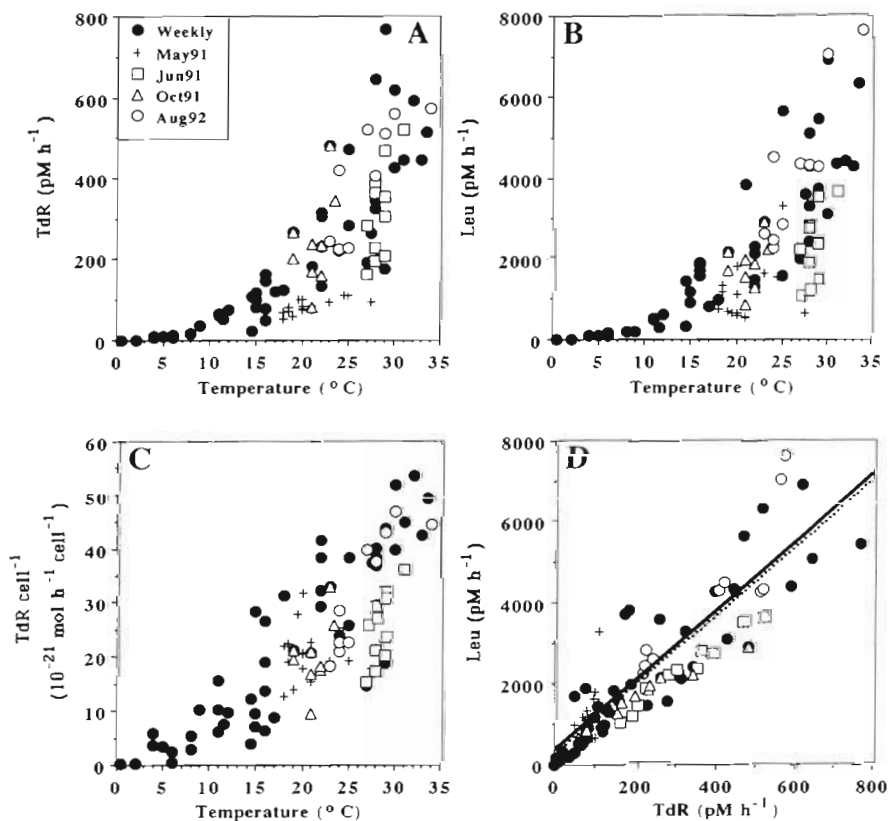 A
800
600
400
200
0
TdR (pM h⁻¹)
Weekly
May91
Jun91
Oct91
Aug92
0 5 10 15 20 25 30 35
Temperature (°C)
B
8000
6000
4000
2000
0
Leu (pM h⁻¹)
0 5 10 15 20 25 30 35
Temperature (°C)
C
60
50
40
30
20
10
0
TdR cell⁻¹
(10⁻²¹ mol h⁻¹ cell⁻¹)
0 5 10 15 20 25 30 35
Temperature (°C)
D
8000
6000
4000
2000
0
Leu (pM h⁻¹)
0 200 400 600 800
TdR (pM h⁻¹)